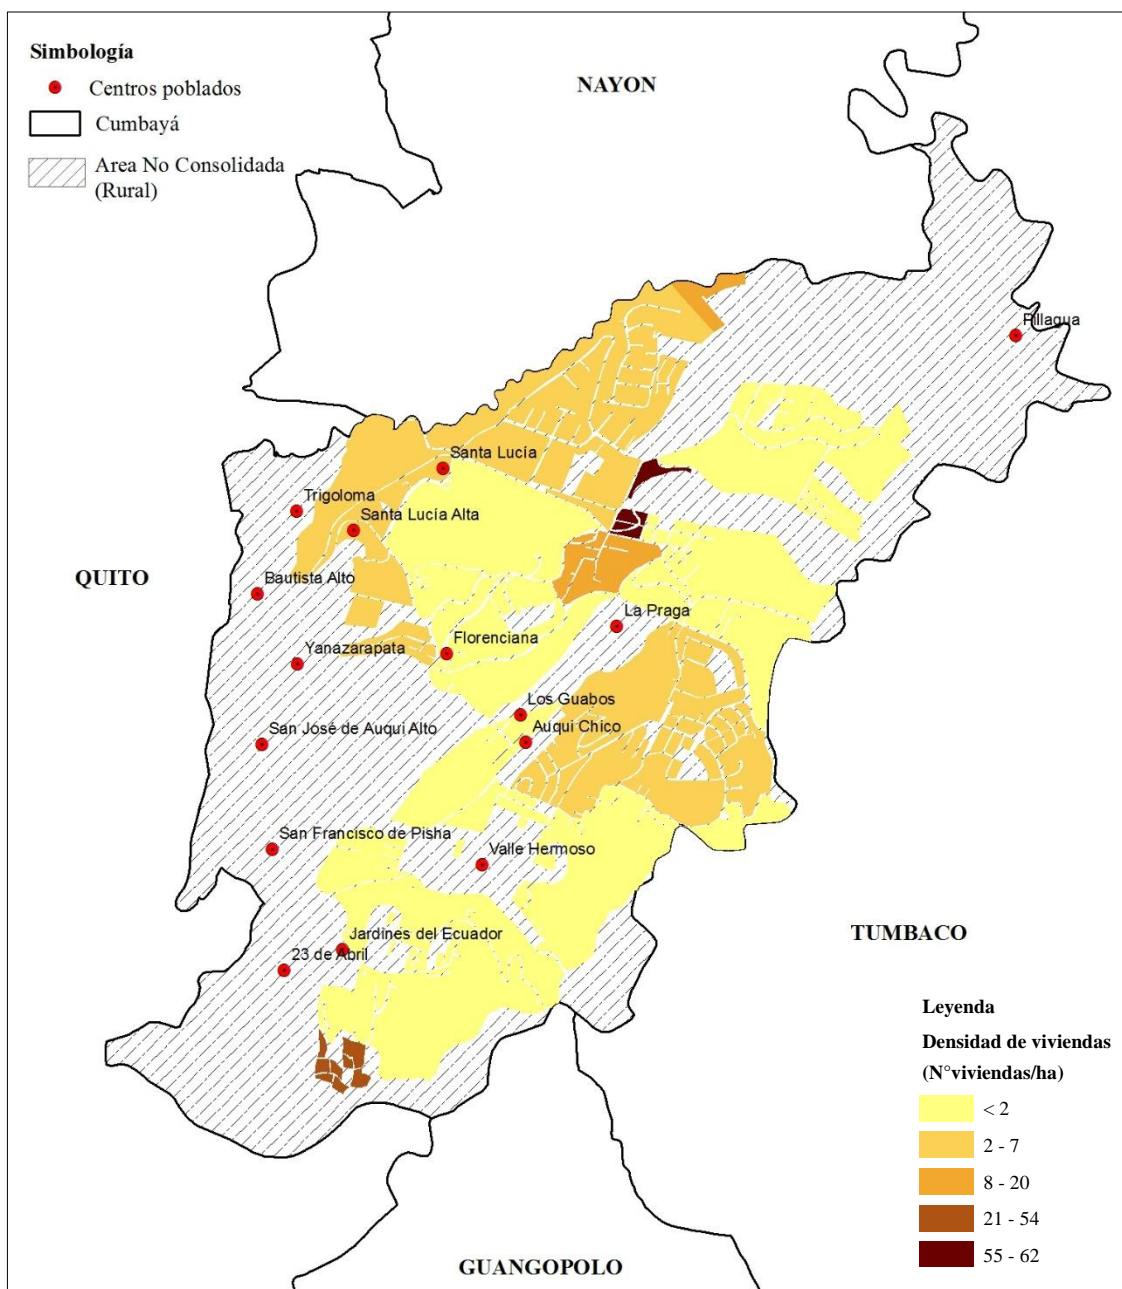 Simbología
Centros poblados
Cumbayá
Area No Consolidada
(Rural)
NAYON
Pillagua
Santa Lucía
Trigoloma
Santa Lucía Alta
QUITO
Bautista Alto
La Praga
Florenciana
Yanazarapata
Los Guabos
San José de Auqui Alto
Auqui Chico
San Francisco de Pisha
Valle Hermoso
TUMBACO
Jardines del Ecuador
23 de Abril
Leyenda
Densidad de viviendas
(N°viviendas/ha)
< 2
2 - 7
8 - 20
21 - 54
55 - 62
GUANGOPOLO